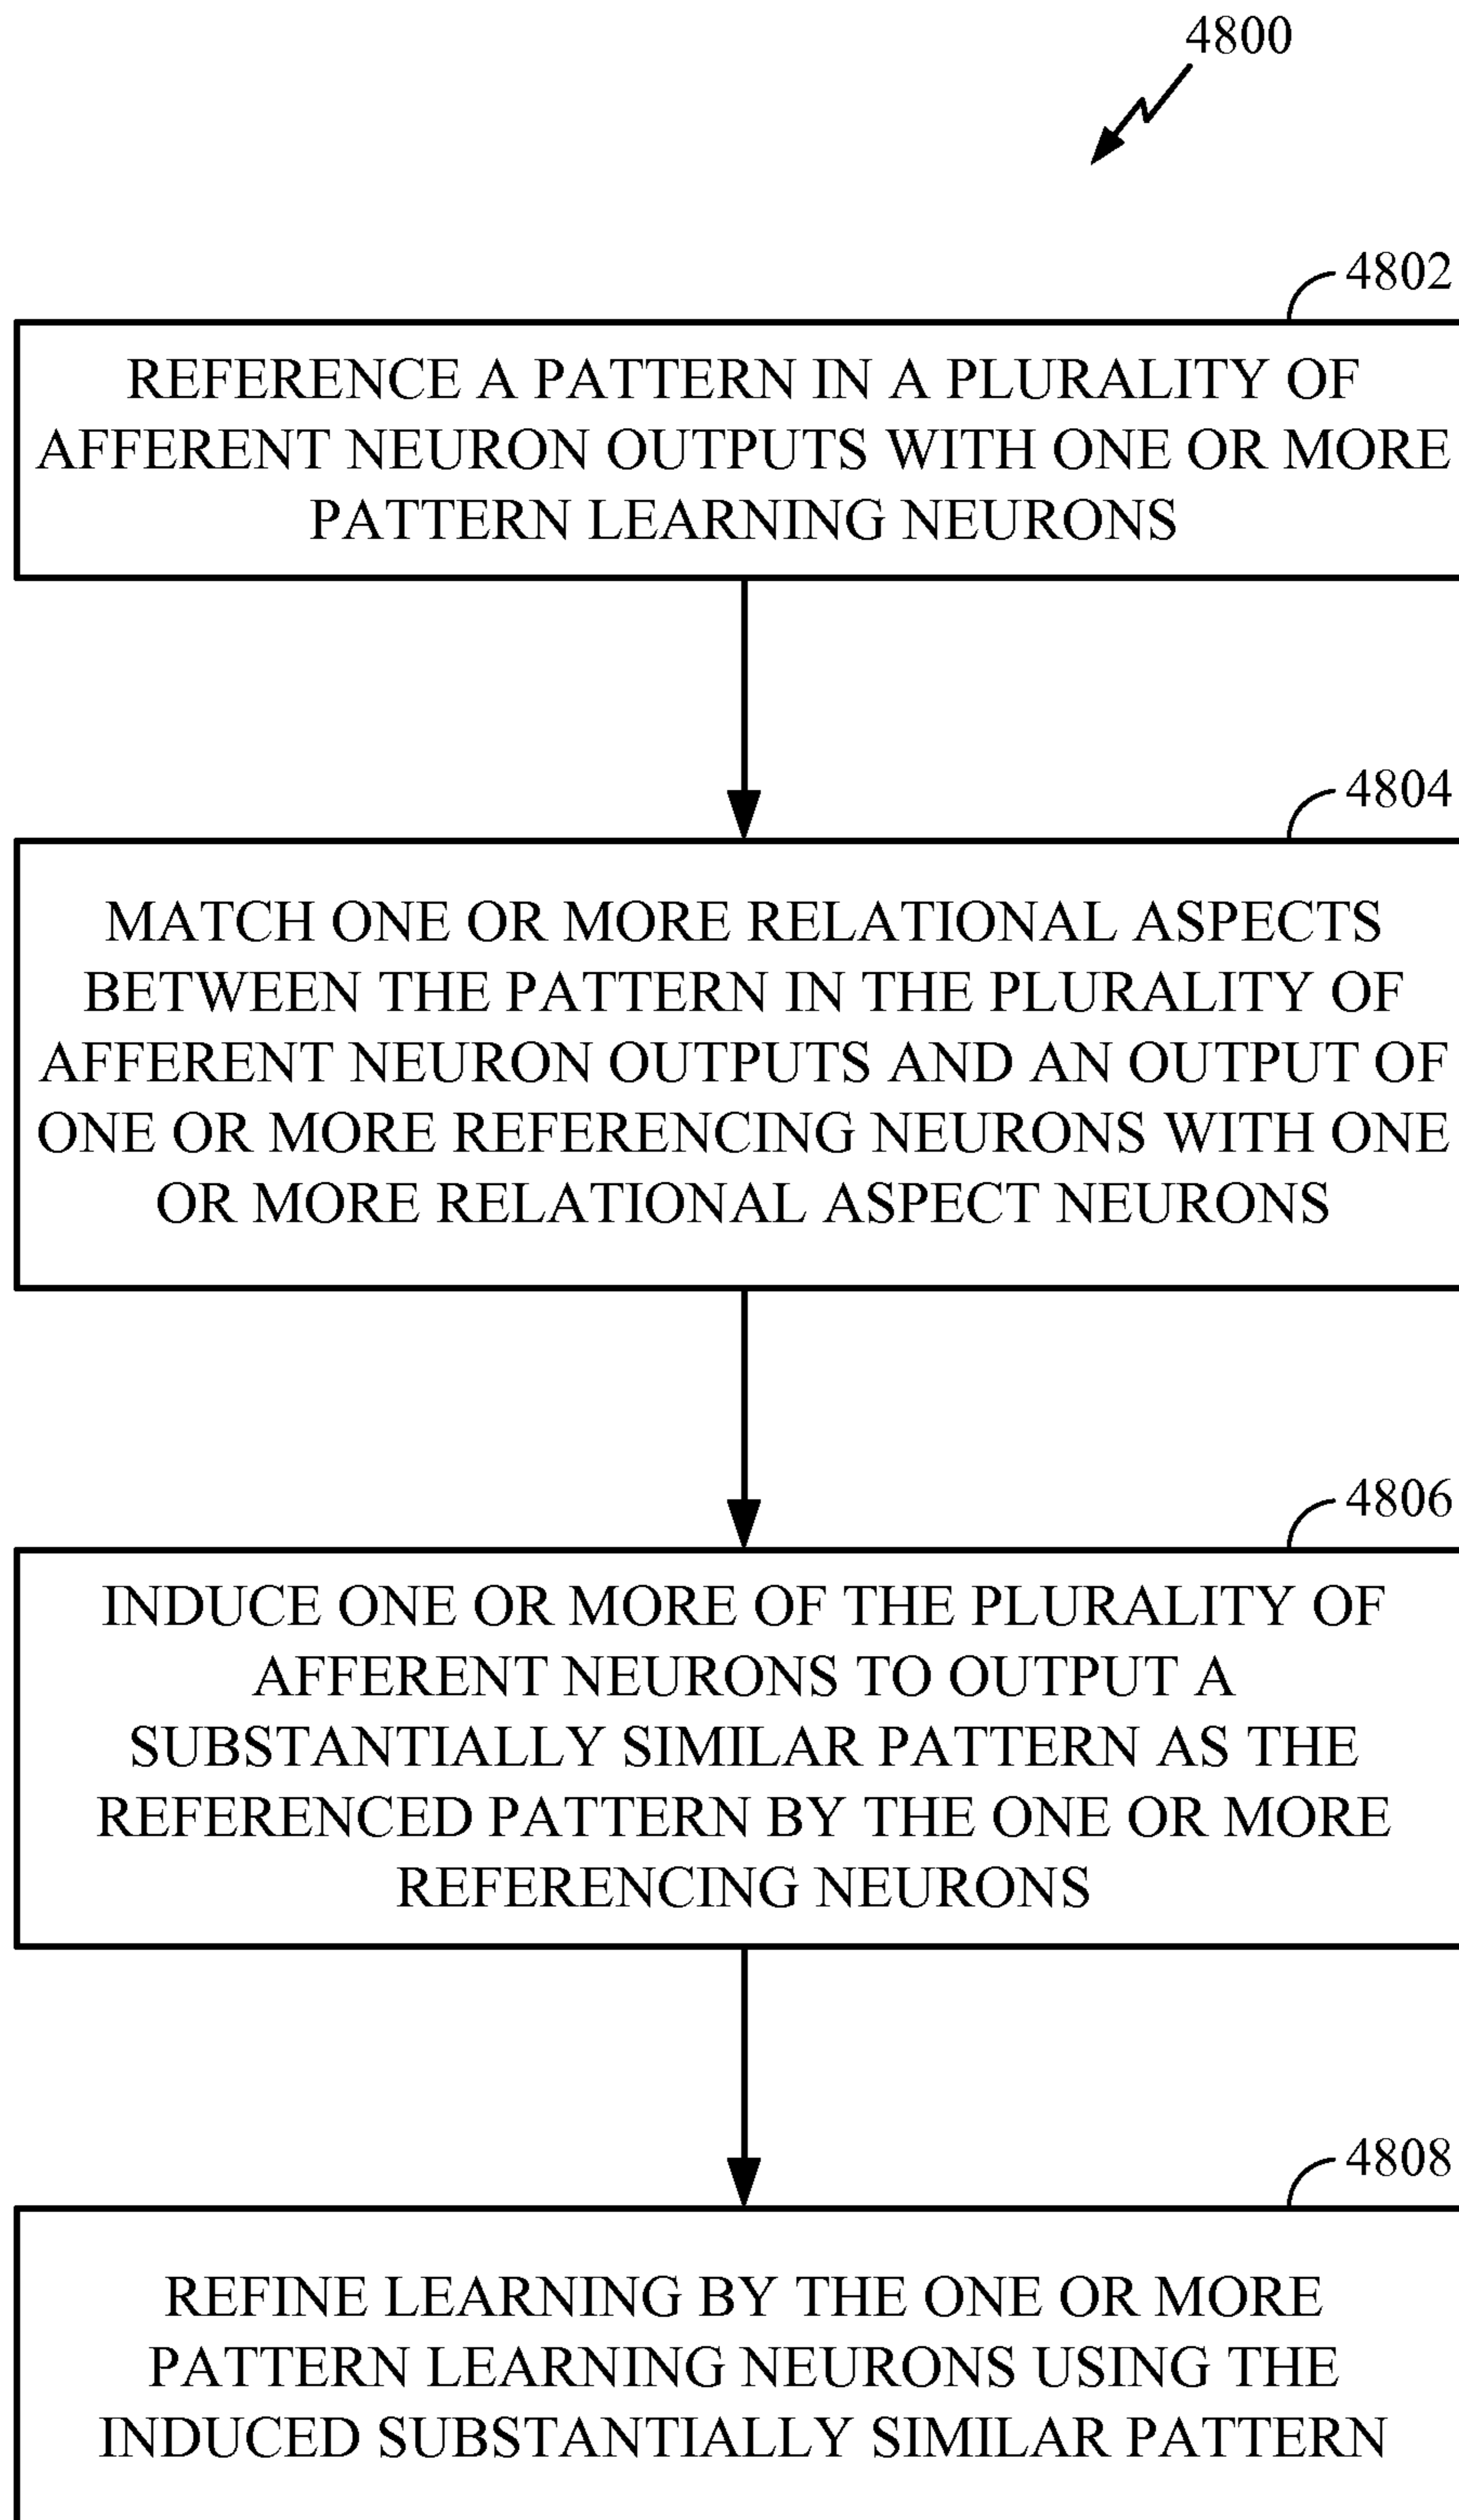 4800
4802
REFERENCE A PATTERN IN A PLURALITY OF
AFFERENT NEURON OUTPUTS WITH ONE OR MORE
PATTERN LEARNING NEURONS
4804
MATCH ONE OR MORE RELATIONAL ASPECTS
BETWEEN THE PATTERN IN THE PLURALITY OF
AFFERENT NEURON OUTPUTS AND AN OUTPUT OF
ONE OR MORE REFERENCING NEURONS WITH ONE
OR MORE RELATIONAL ASPECT NEURONS
4806
INDUCE ONE OR MORE OF THE PLURALITY OF
AFFERENT NEURONS TO OUTPUT A
SUBSTANTIALLY SIMILAR PATTERN AS THE
REFERENCED PATTERN BY THE ONE OR MORE
REFERENCING NEURONS
4808
REFINE LEARNING BY THE ONE OR MORE
PATTERN LEARNING NEURONS USING THE
INDUCED SUBSTANTIALLY SIMILAR PATTERN